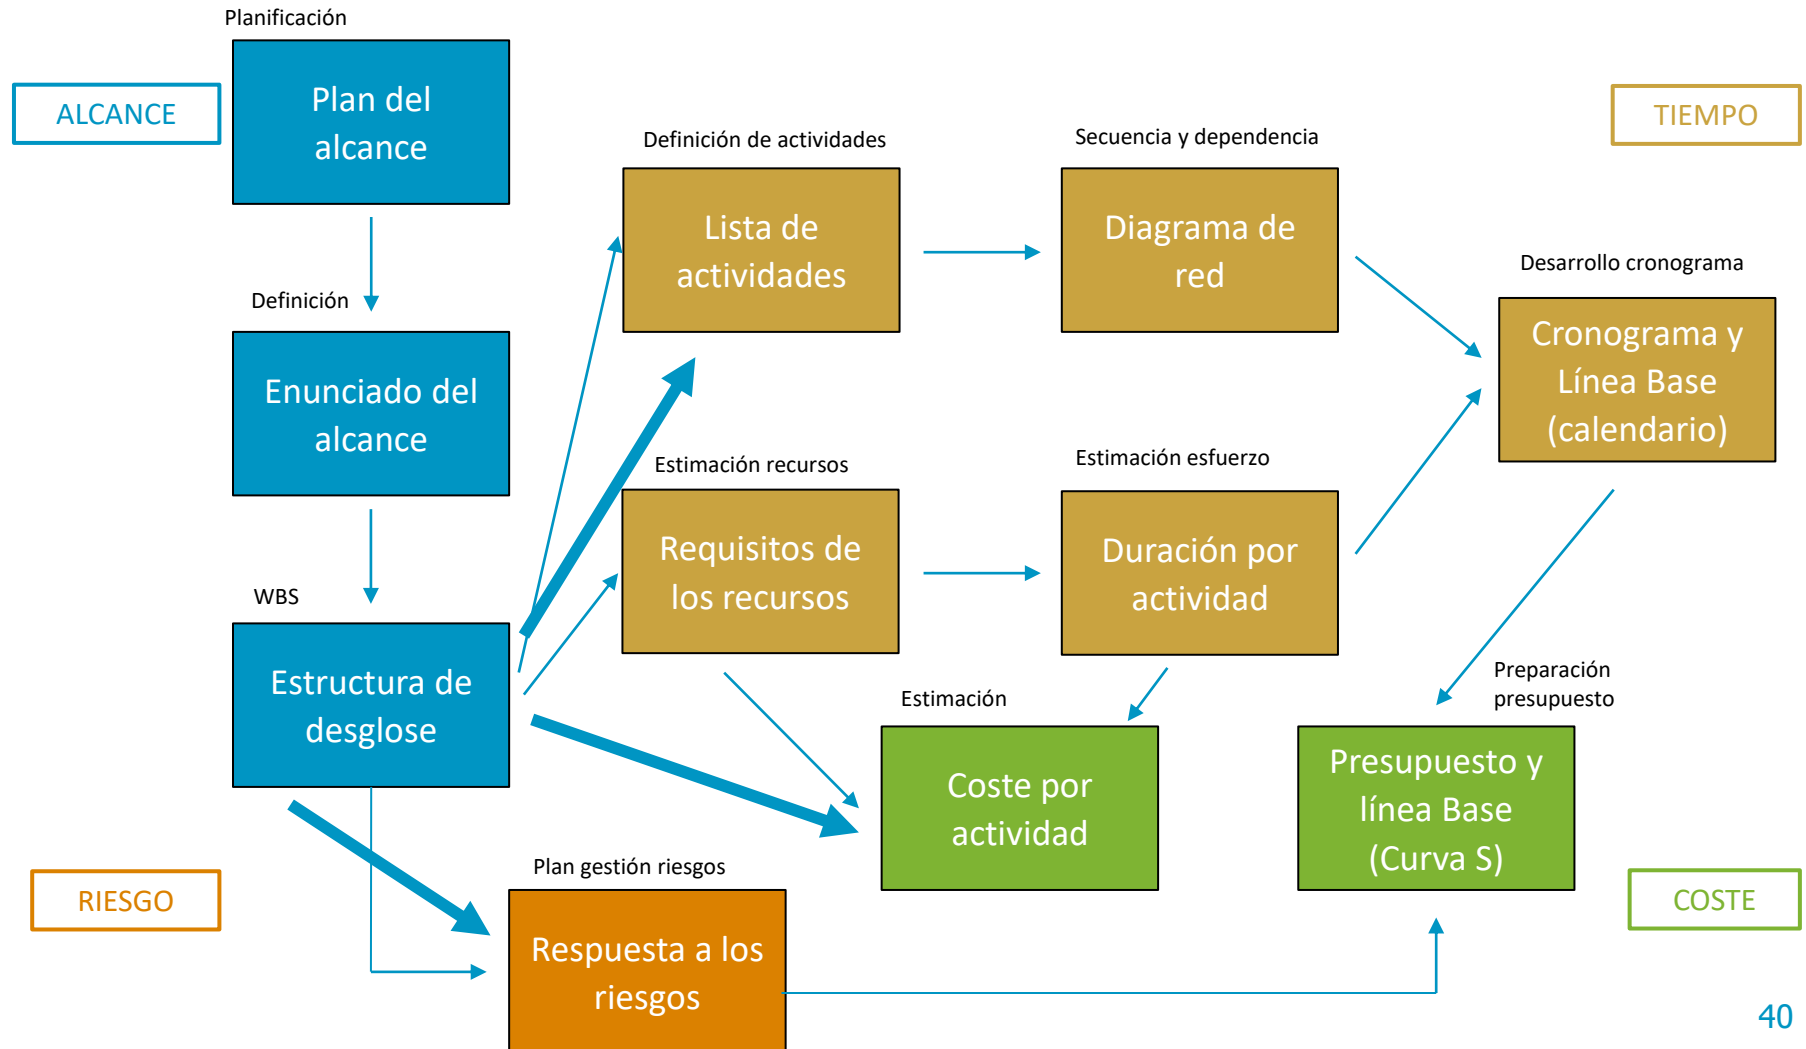 Planificación
Plan del
alcance
ALCANCE
TIEMPO
Definición de actividades
Lista de
actividades
Secuencia y dependencia
Diagrama de
red
Desarrollo cronograma
Cronograma y
Línea Base
(calendario)
Definición
Enunciado del
alcance
Estimación recursos
Requisitos de
los recursos
Estimación esfuerzo
Duración por
actividad
WBS
Estructura de
desglose
Estimación
Coste por
actividad
Preparación
presupuesto
Presupuesto y
línea Base
(Curva S)
RIESGO
Plan gestión riesgos
Respuesta a los
riesgos
COSTE
40